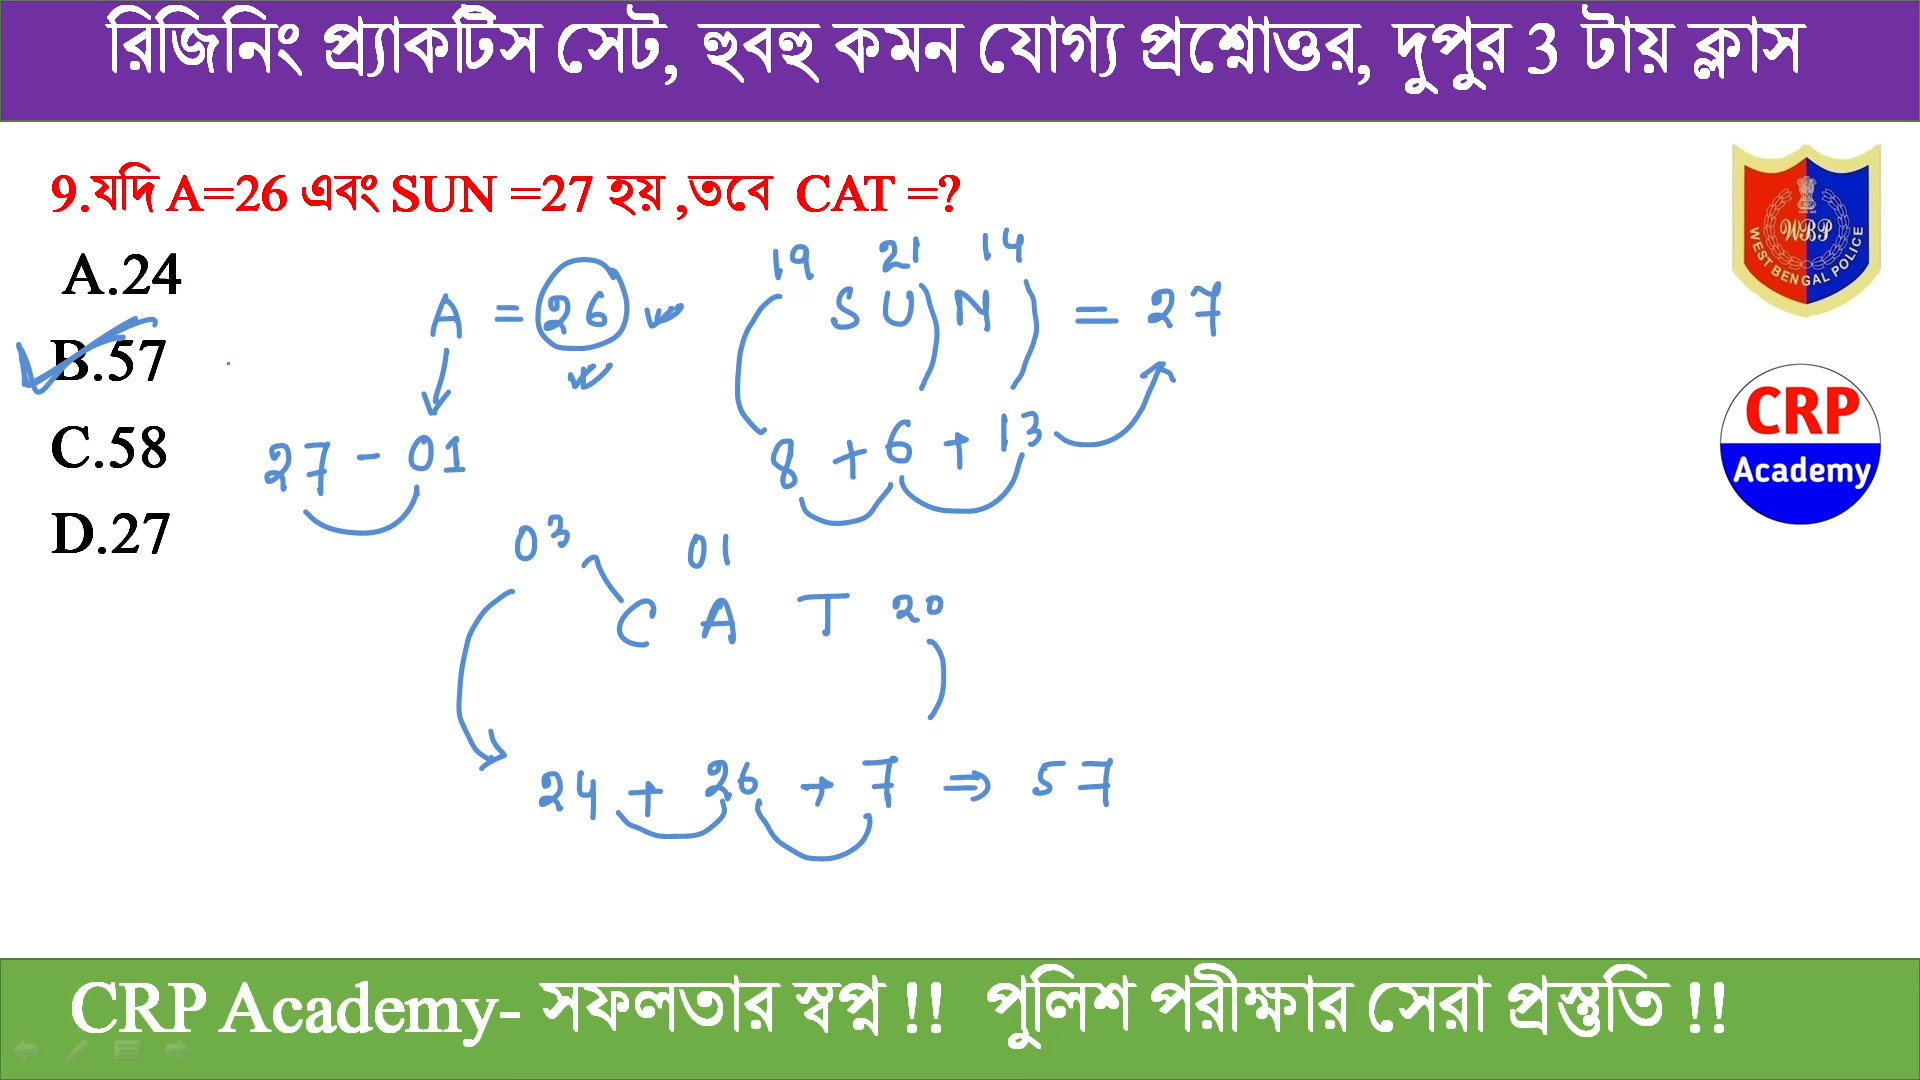 রিজিনিং প্র্যাকটিস সেট, হুবহু কমন যোগ্য প্রশ্নোত্তর, দুপুর 3 টায় ক্লাস
9.যদি A=26 এবং SUN =27 হয় ,তবে CAT =?
A.24
B.57
C.58
D.27
A = 26
27 - 01
19 21 14
S U N = 27
8 + 6 + 13
03 01
C A T 20
24 + 26 + 7 ⇒ 57
WBP
WEST BENGAL POLICE
CRP
Academy
CRP Academy- সফলতার স্বপ্ন !! পুলিশ পরীক্ষার সেরা প্রস্তুতি !!